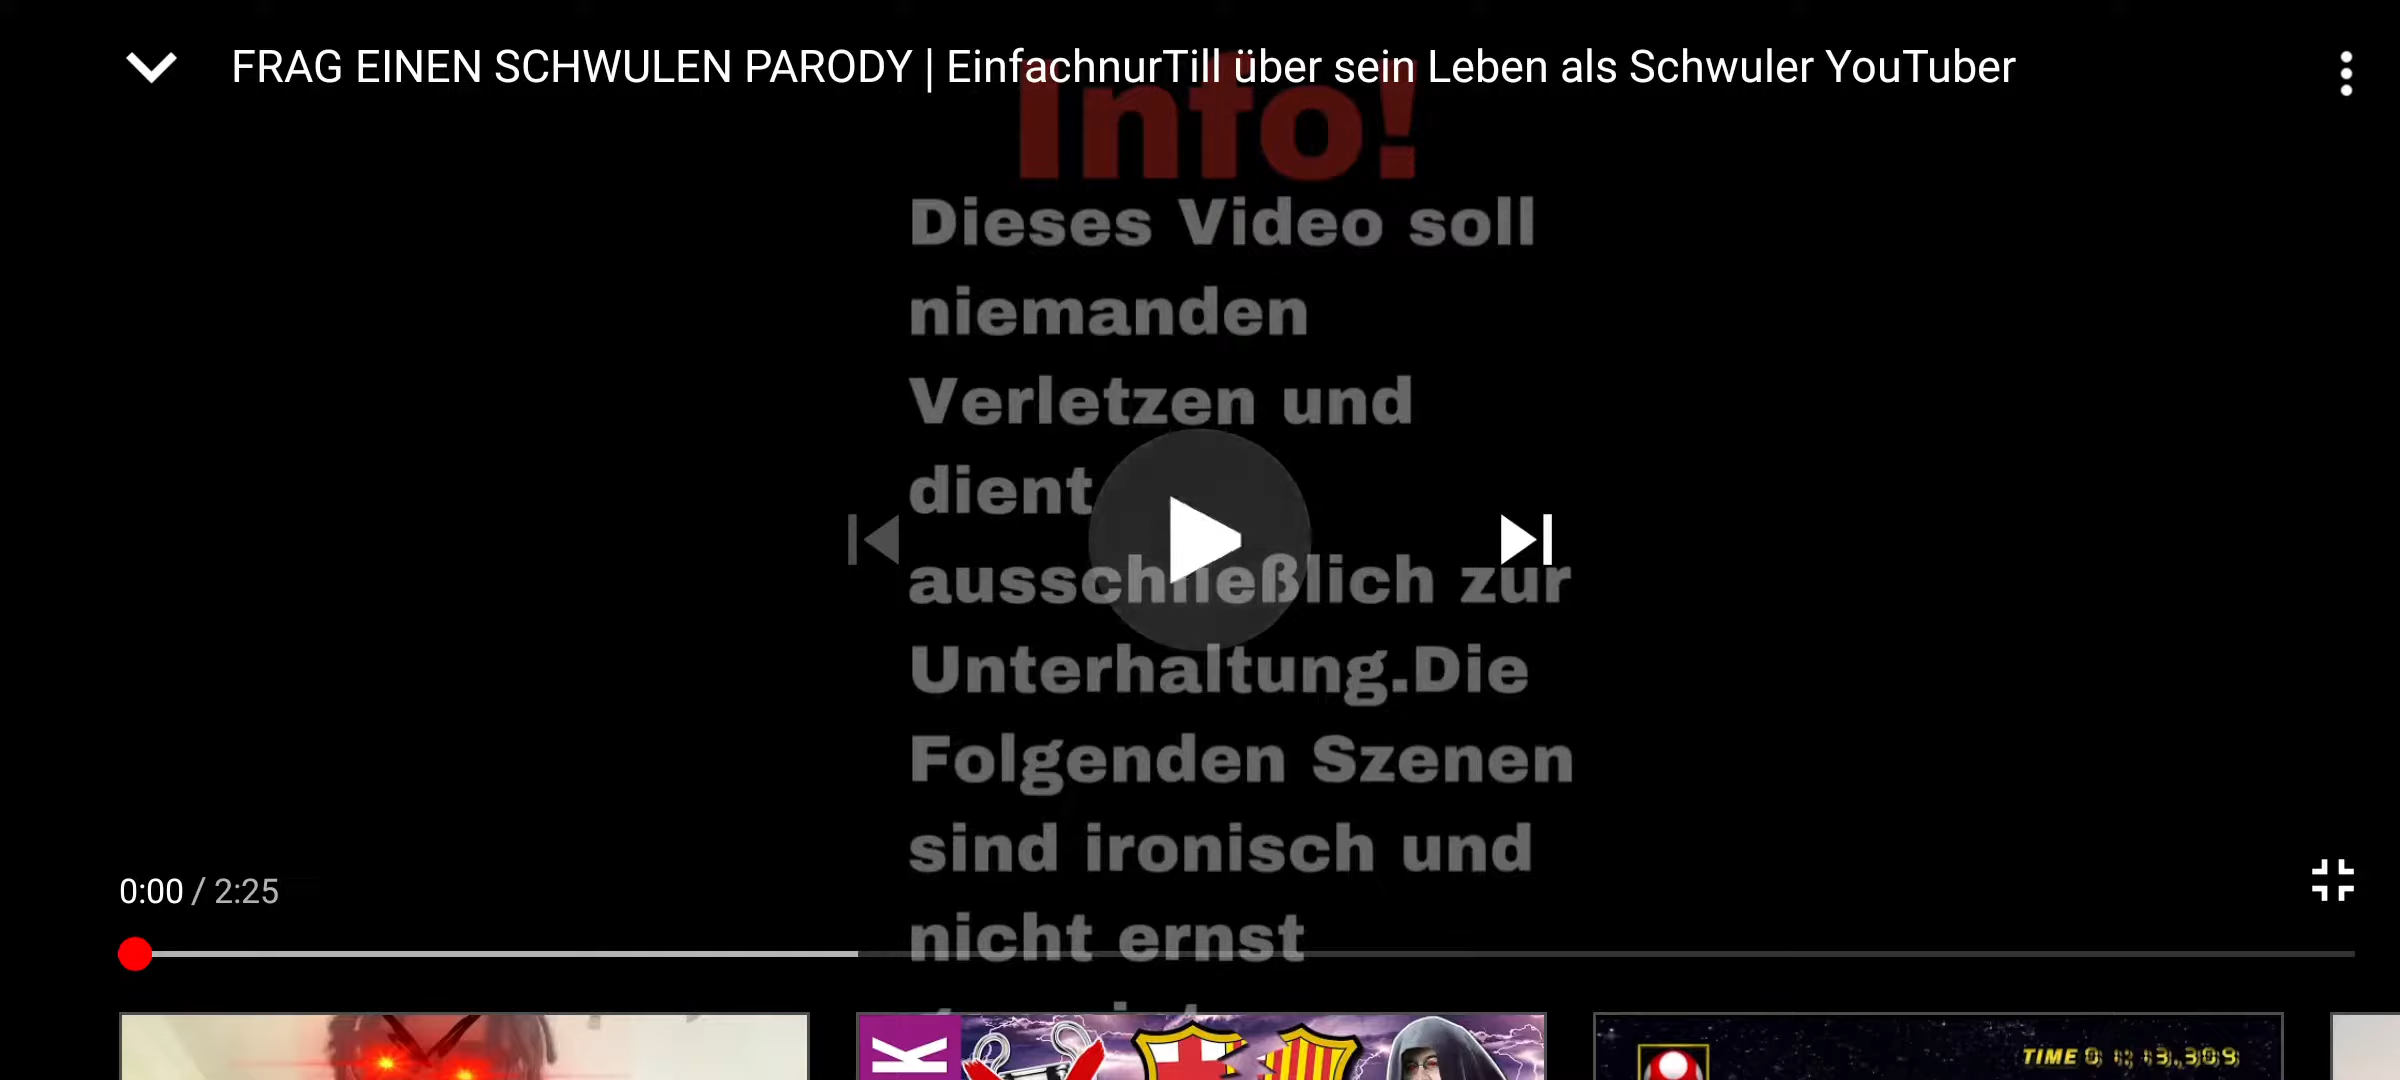 FRAG EINEN SCHWULEN PARODY | EinfachnurTill über sein Leben als Schwuler YouTuber
Info!
Dieses Video soll
niemanden
Verletzen und
dient
ausschließlich zur
Unterhaltung.Die
Folgenden Szenen
sind ironisch und
nicht ernst
0:00 / 2:25
K
TIME